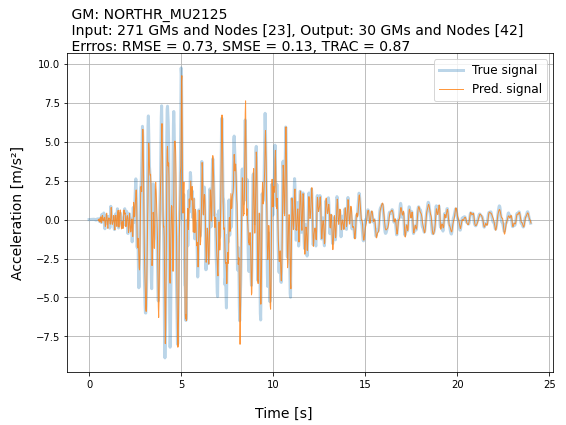 GM: NORTHR_MU2125
Input: 271 GMs and Nodes [23], Output: 30 GMs and Nodes [42]
Errros: RMSE = 0.73, SMSE = 0.13, TRAC = 0.87
True signal
Pred. signal
Acceleration [m/s²]
10.0
7.5
5.0
2.5
0.0
−2.5
−5.0
−7.5
0 5 10 15 20 25
Time [s]